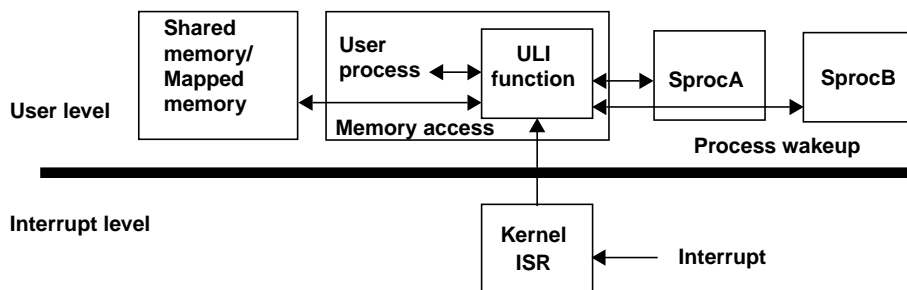 Shared
memory/
Mapped
memory
User
process
ULI
function
SprocA
SprocB
User level
Memory access
Process wakeup
Interrupt level
Kernel
ISR
Interrupt